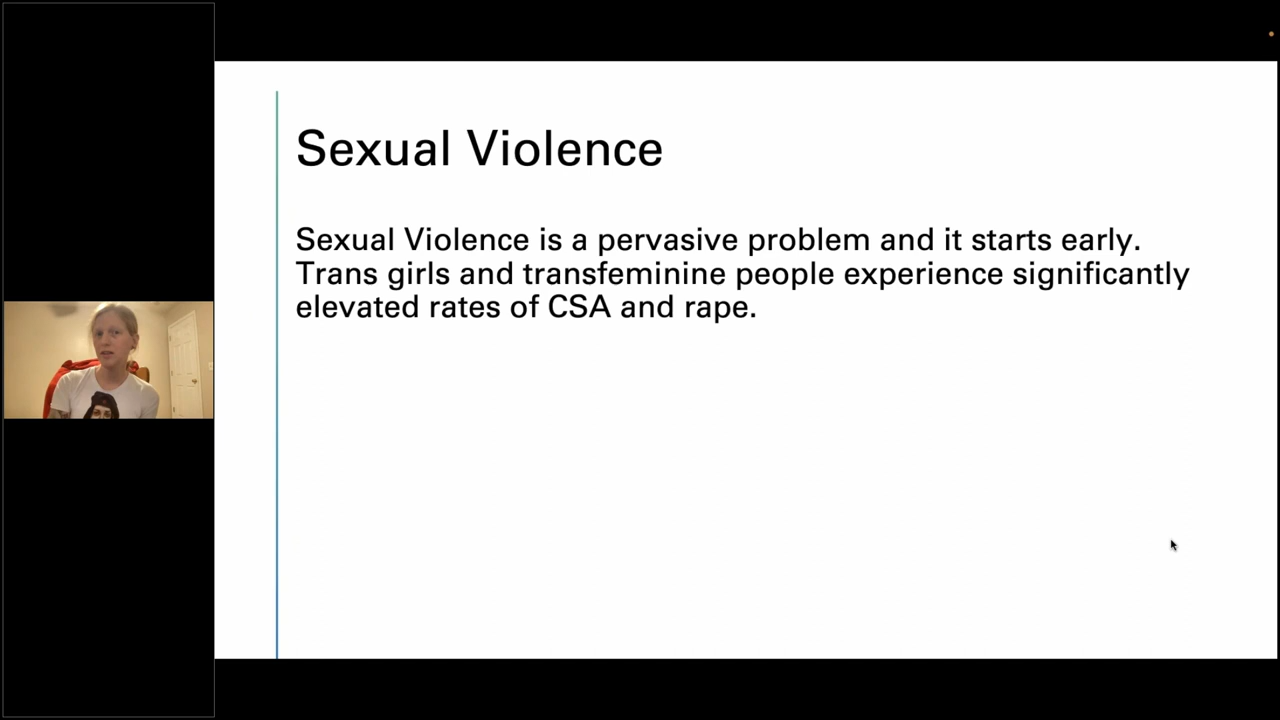 Sexual Violence
Sexual Violence is a pervasive problem and it starts early.
Trans girls and transfeminine people experience significantly
elevated rates of CSA and rape.